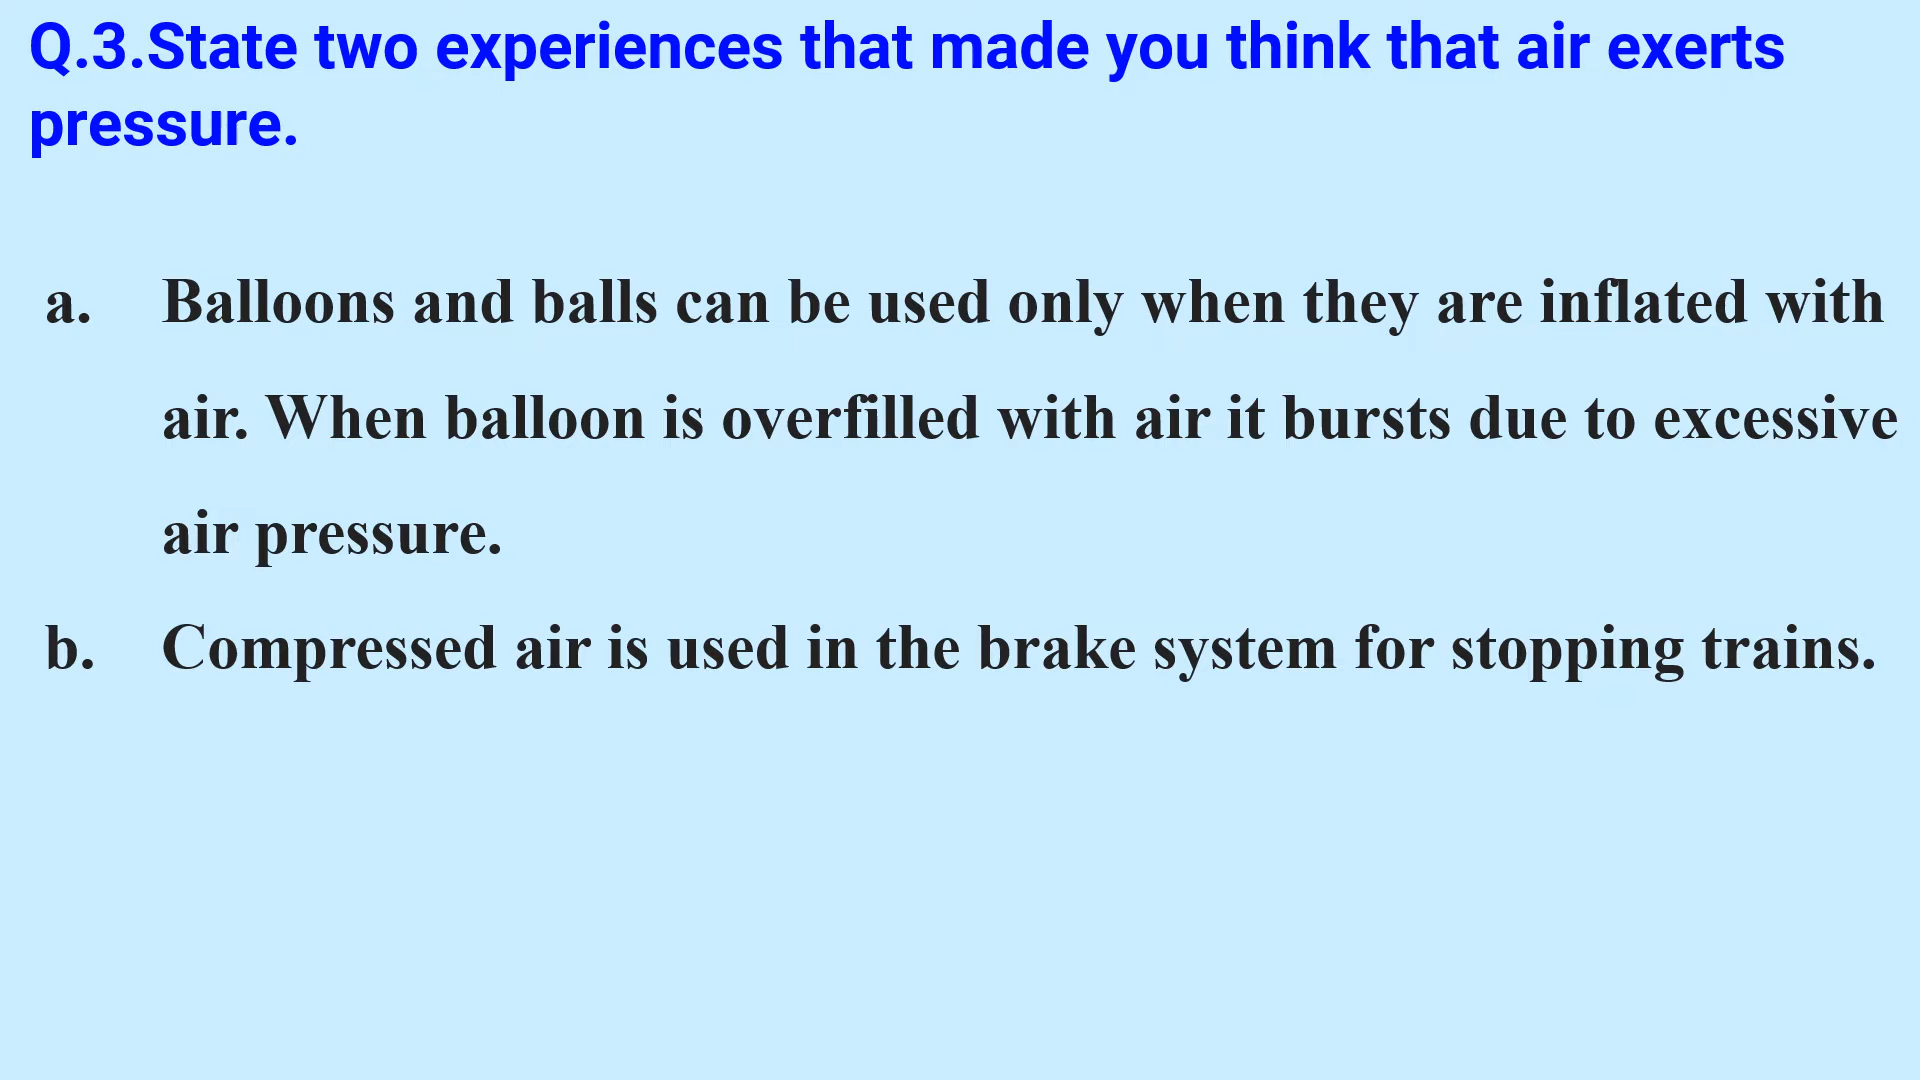 Q.3.State two experiences that made you think that air exerts
pressure.
a. Balloons and balls can be used only when they are inflated with
air. When balloon is overfilled with air it bursts due to excessive
air pressure.
b. Compressed air is used in the brake system for stopping trains.